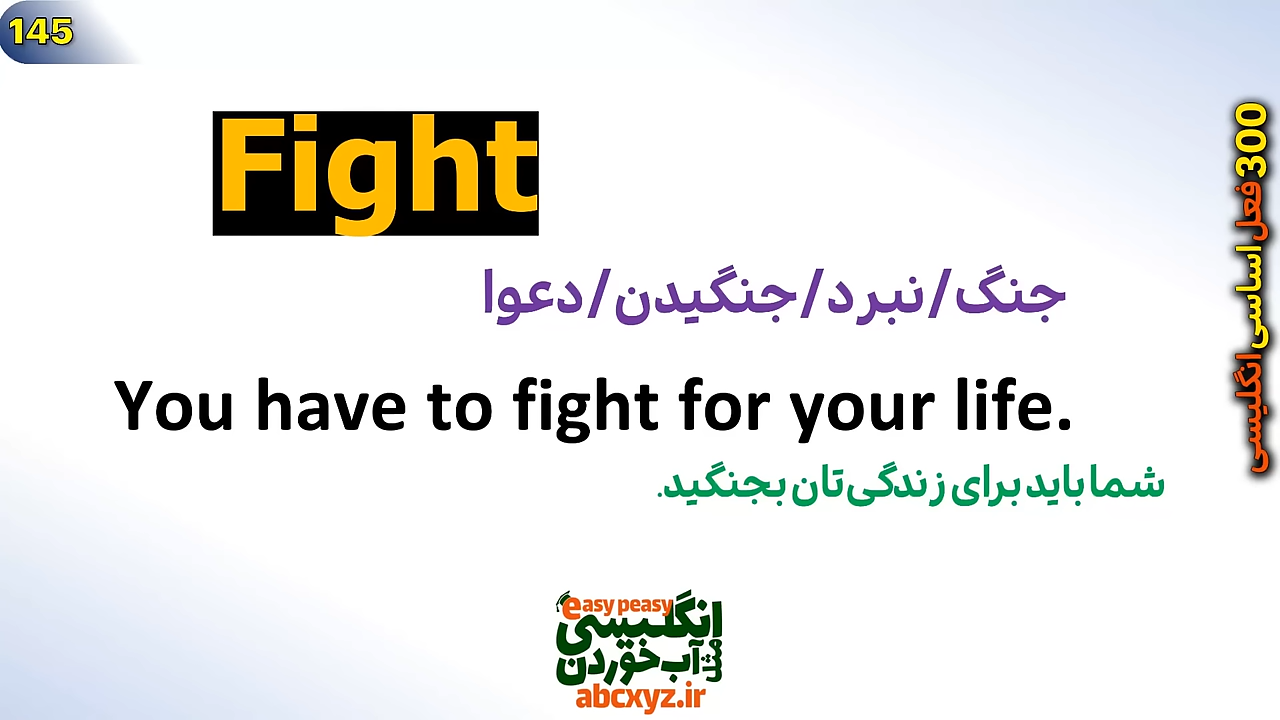 145
Fight
جنگ/نبرد/جنگیدن/دعوا
You have to fight for your life.
شما باید برای زندگی‌تان بجنگید.
300 فعل اساسی انگلیسی
easy peasy
انگلیسی
مثل آب خوردن
abcxyz.ir